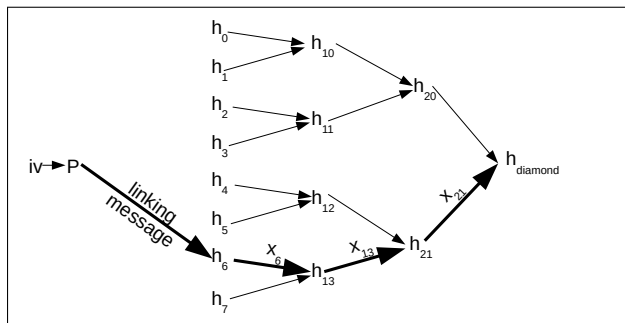 h0
h1
h10
h20
h2
h3
h11
iv
P
linking
message
h4
h5
h12
h6
x6
h13
x13
h21
x21
hdiamond
h7